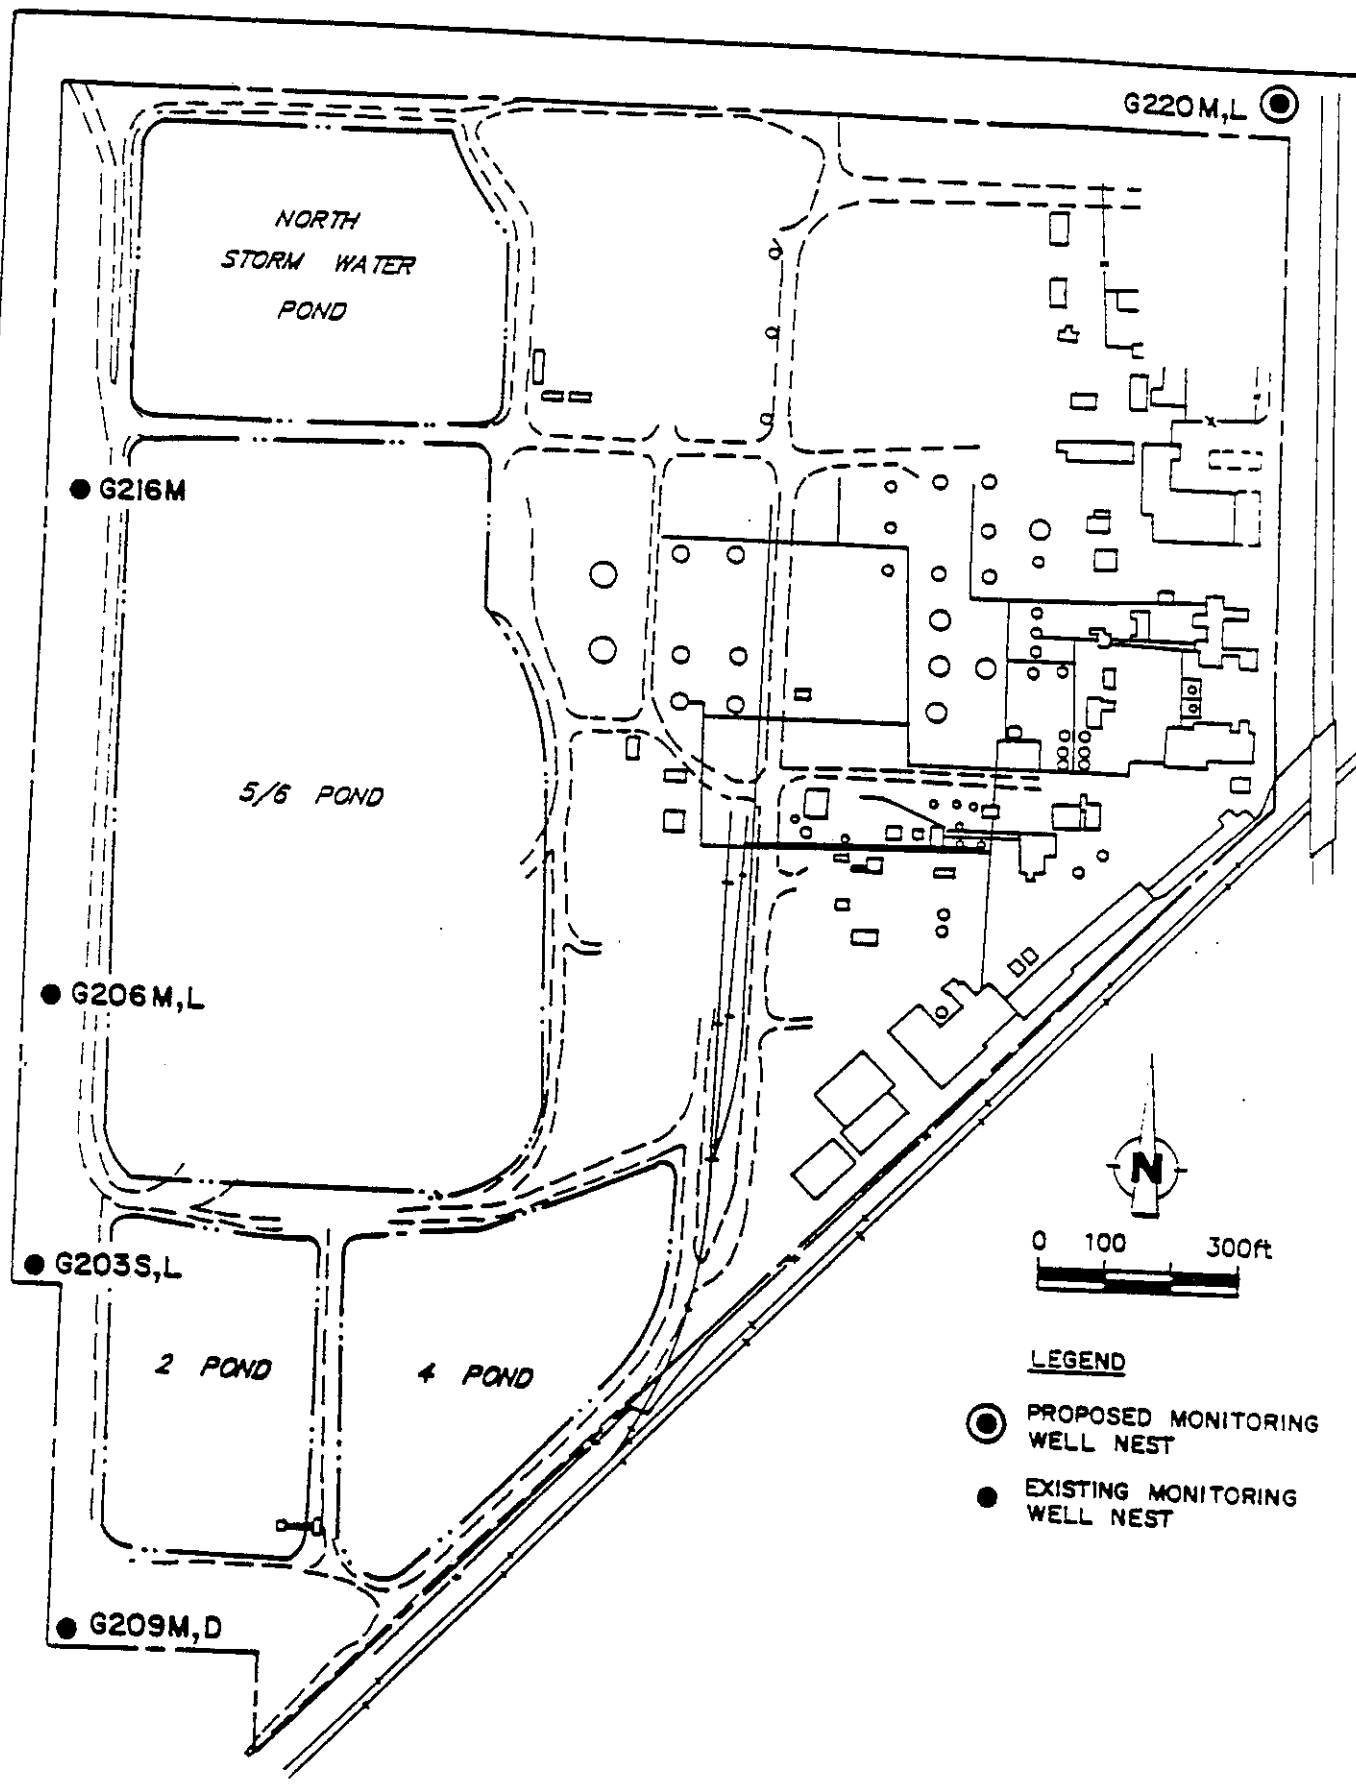 G220M,L
NORTH
STORM WATER
POND
G216M
5/6 POND
G206M,L
N
0 100 300ft
G203S,L
2 POND
4 POND
LEGEND
PROPOSED MONITORING
WELL NEST
EXISTING MONITORING
WELL NEST
G209M,D